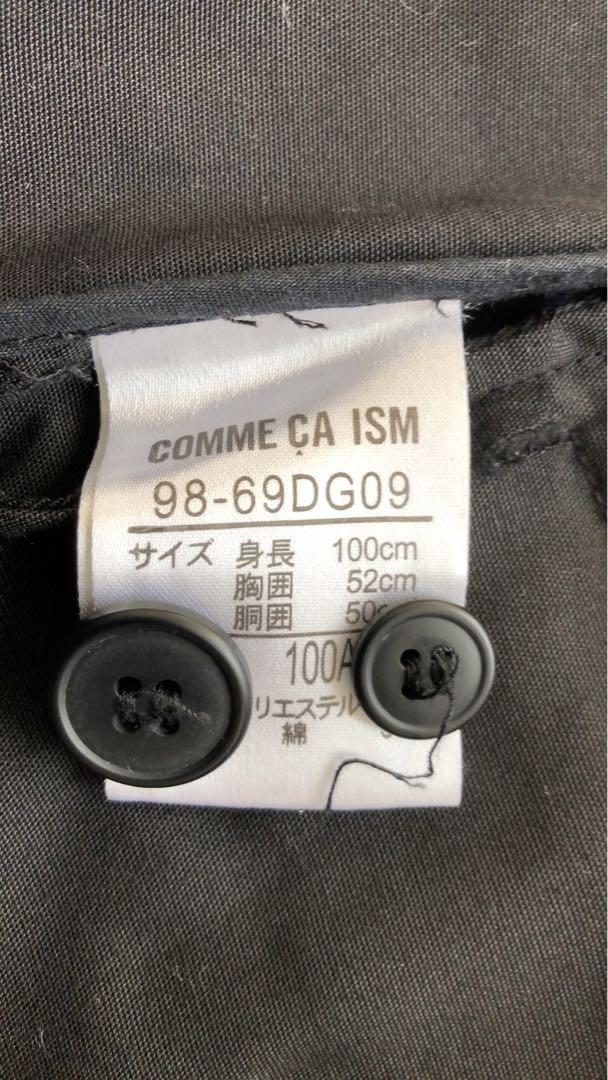 COMME ÇA ISM
98-69DG09
サイズ 身長 100cm
胸囲 52cm
胴囲 50
100A
リエステル
綿